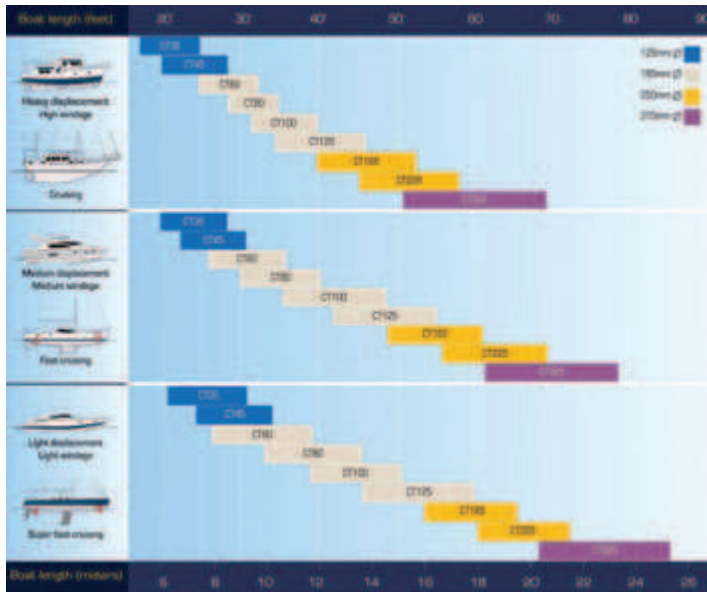 Boat length (feet) 20' 30' 40' 50' 60 70 80 90
125mm Ø
Heavy displacement
High windage
Cruising
CT35
CT45
CT60
CT80
CT100
CT125
CT165
CT225
Medium displacement
Medium windage
Fast cruising
CT35
CT45
CT60
CT80
CT100
CT125
CT225
Light displacement
Light windage
Super fast cruising
CT35
CT45
CT60
CT80
CT100
CT125
CT165
CT225
Boat length (meters) 6 8 10 12 14 16 18 20 22 24 26